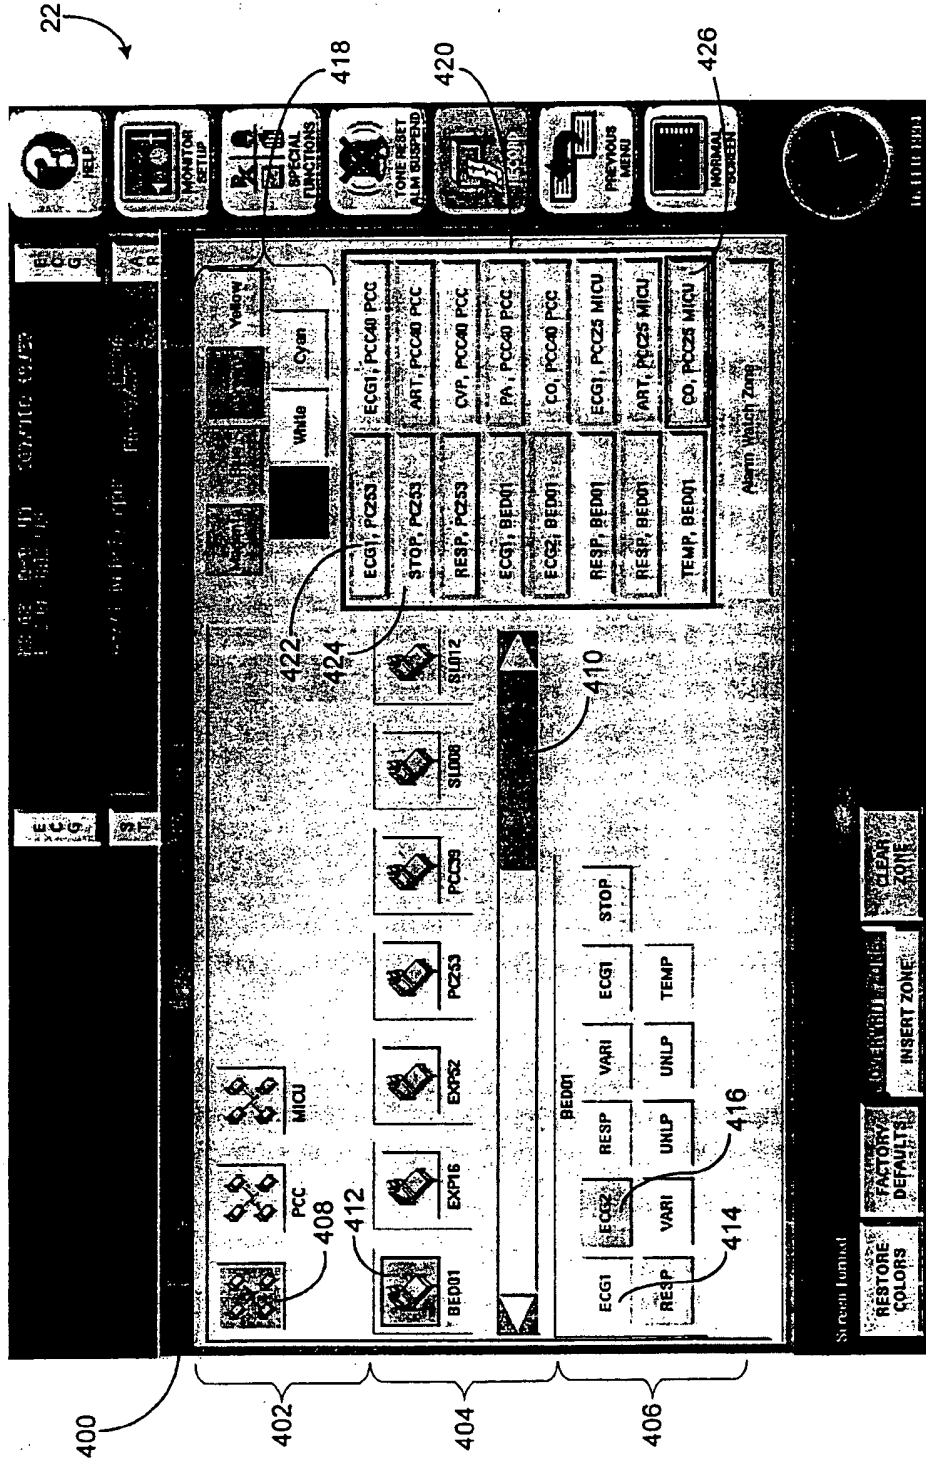 22
400
402
404
406
408
410
412
414
416
418
420
422
424
426
PCC
MICU
BED01
EXP16
EXP52
PC253
PCC39
SL008
SL012
BED01
ECG1
ECG2
RESP
VARI
ECG1
STOP
RESP
VARI
UNLP
UNLP
TEMP
Yellow
White
Cyan
ECG1, PC253
ECG1, PCC40 PCC
STOP, PC253
ART, PCC40 PCC
RESP, PC253
CVP, PCC40 PCC
ECG1, BED01
PA, PCC40 PCC
ECG2, BED01
CO, PCC40 PCC
RESP, BED01
ECG1, PCC25 MICU
RESP, BED01
ART, PCC25 MICU
TEMP, BED01
CO, PCC25 MICU
Alarm Watch Zone
HELP
MONITOR SETUP
SPECIAL FUNCTIONS
TONE RESET
ALM SUSPEND
PREVIOUS MENU
NORMAL SCREEN
ECG
ECG
Screen Format
RESTORE COLORS
FACTORY DEFAULTS
INSERT ZONE
CLEAR ZONE